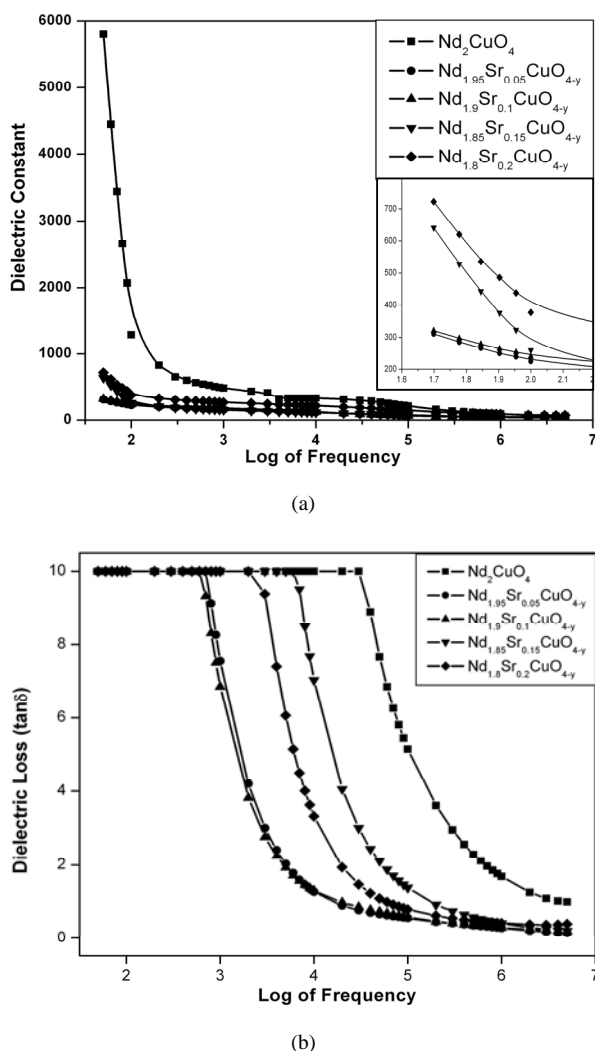 6000
5000
4000
3000
2000
1000
0
Dielectric Constant
Nd2CuO4
Nd1.95Sr0.05CuO4-y
Nd1.9Sr0.1CuO4-y
Nd1.85Sr0.15CuO4-y
Nd1.8Sr0.2CuO4-y
700
600
500
400
300
200
1.6 1.7 1.8 1.9 2.0 2.1 2
2 3 4 5 6 7
Log of Frequency
(a)
10
8
6
4
2
0
Dielectric Loss (tanδ)
Nd2CuO4
Nd1.95Sr0.05CuO4-y
Nd1.9Sr0.1CuO4-y
Nd1.85Sr0.15CuO4-y
Nd1.8Sr0.2CuO4-y
2 3 4 5 6 7
Log of Frequency
(b)